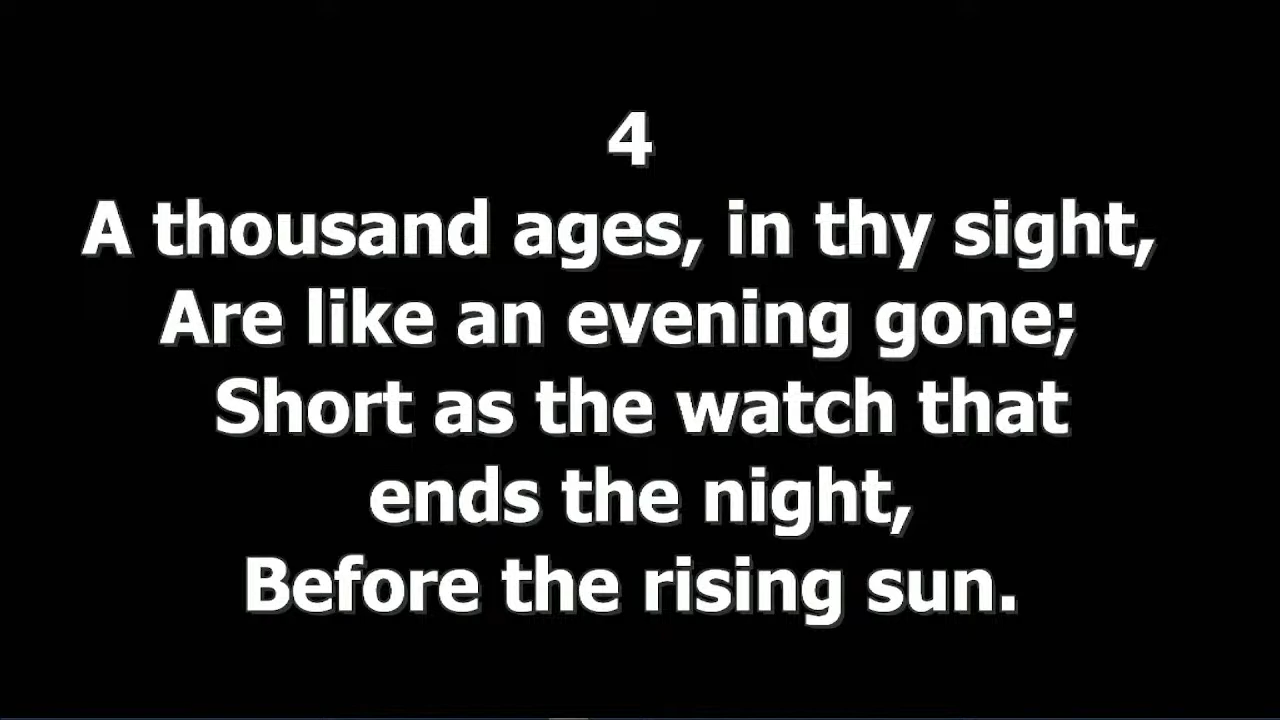 4
A thousand ages, in thy sight,
Are like an evening gone;
Short as the watch that
ends the night,
Before the rising sun.